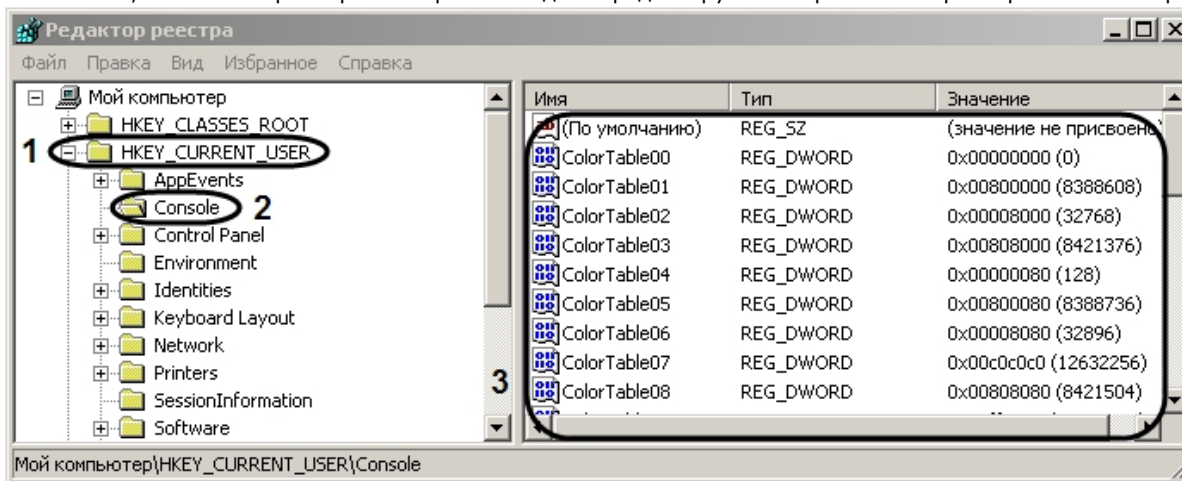 Редактор реестра
Файл Правка Вид Избранное Справка
Мой компьютер
HKEY_CLASSES_ROOT
1 HKEY_CURRENT_USER
AppEvents
Console 2
Control Panel
Environment
Identities
Keyboard Layout
Network
Printers
SessionInformation
Software
3
Имя Тип Значение
(По умолчанию) REG_SZ (значение не присвоено)
ColorTable00 REG_DWORD 0x00000000 (0)
ColorTable01 REG_DWORD 0x00800000 (8388608)
ColorTable02 REG_DWORD 0x00008000 (32768)
ColorTable03 REG_DWORD 0x00808000 (8421376)
ColorTable04 REG_DWORD 0x00000080 (128)
ColorTable05 REG_DWORD 0x00800080 (8388736)
ColorTable06 REG_DWORD 0x00008080 (32896)
ColorTable07 REG_DWORD 0x00c0c0c0 (12632256)
ColorTable08 REG_DWORD 0x00808080 (8421504)
Мой компьютер\HKEY_CURRENT_USER\Console